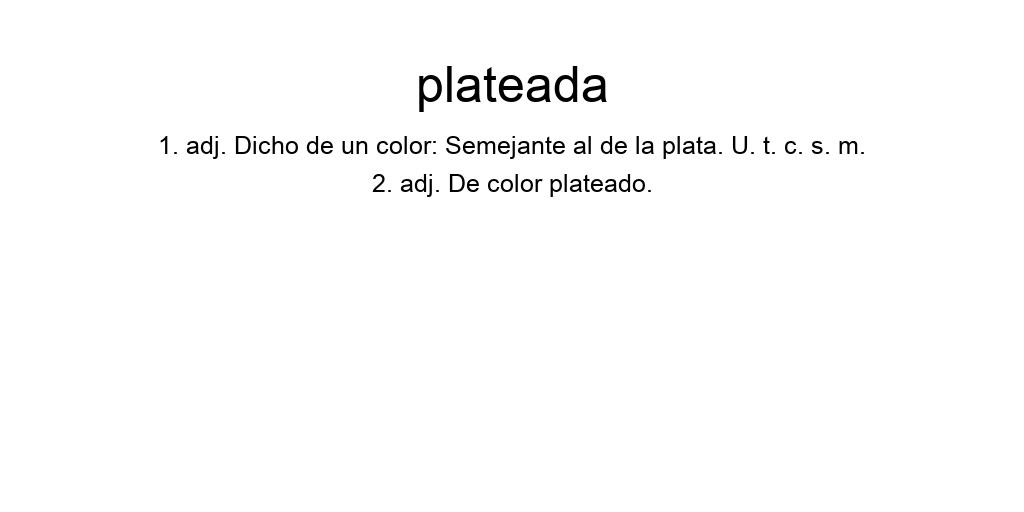 plateada
1. adj. Dicho de un color: Semejante al de la plata. U. t. c. s. m.
2. adj. De color plateado.